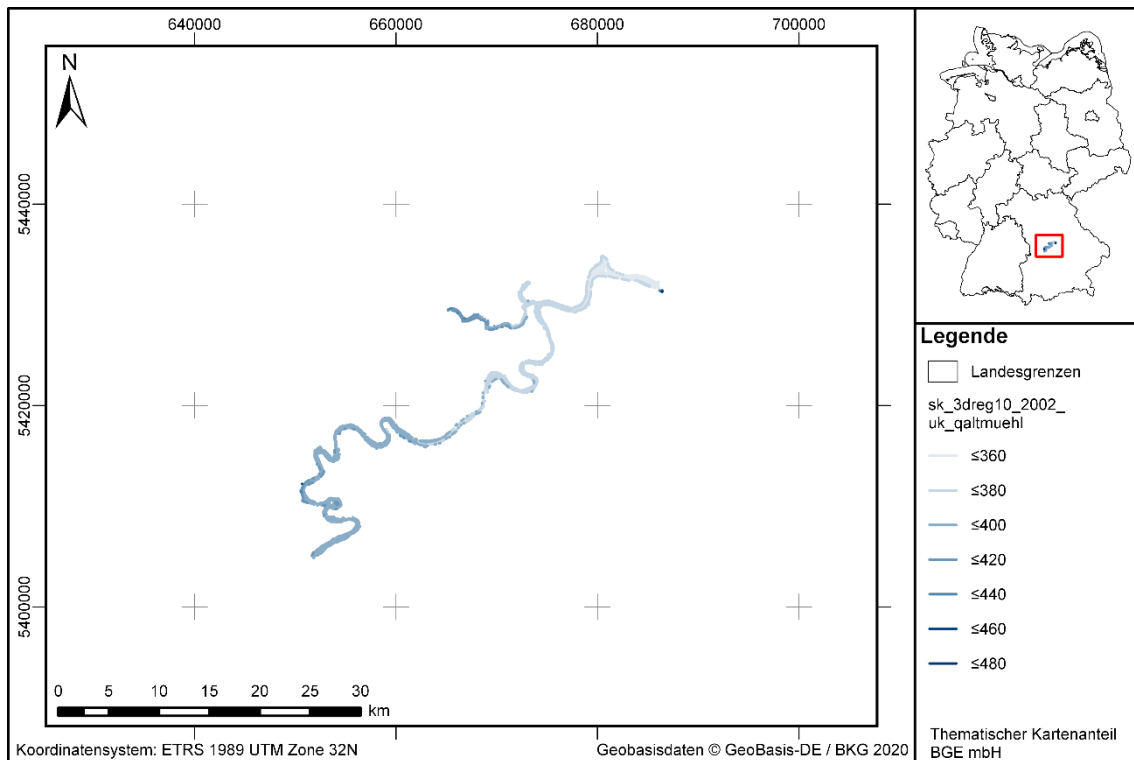 640000 660000 680000 700000
N
5440000
5420000
5400000
0 5 10 15 20 25 30
km
Koordinatensystem: ETRS 1989 UTM Zone 32N
Geobasisdaten © GeoBasis-DE / BKG 2020
Legende
Landesgrenzen
sk_3dreg10_2002_
uk_qaltmuehl
≤360
≤380
≤400
≤420
≤440
≤460
≤480
Thematischer Kartenanteil
BGE mbH